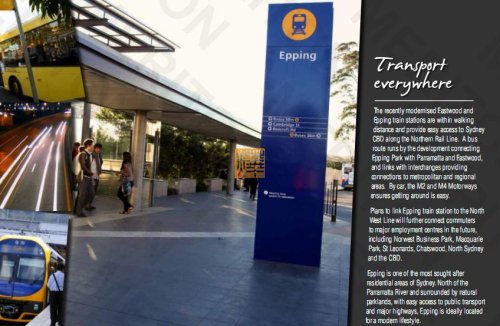 Epping
Buses
Cambridge St
Beecroft Rd
Buses
Transport
everywhere
The recently modernised Eastwood and
Epping train stations are within walking
distance and provide easy access to Sydney
CBD along the Northern Rail Line. A bus
route runs by the development connecting
Epping Park with Parramatta and Eastwood,
and links with interchanges providing
connections to metropolitan and regional
areas. By car, the M2 and M4 Motorways
ensures getting around is easy.
Plans to link Epping train station to the North
West Line will further connect commuters
to major employment centres in the future,
including Norwest Business Park, Macquarie
Park, St Leonards, Chatswood, North Sydney
and the CBD.
Epping is one of the most sought after
residential areas of Sydney. North of the
Parramatta River and surrounded by natural
parklands, with easy access to public transport
and major highways, Epping is ideally located
for a modern lifestyle.